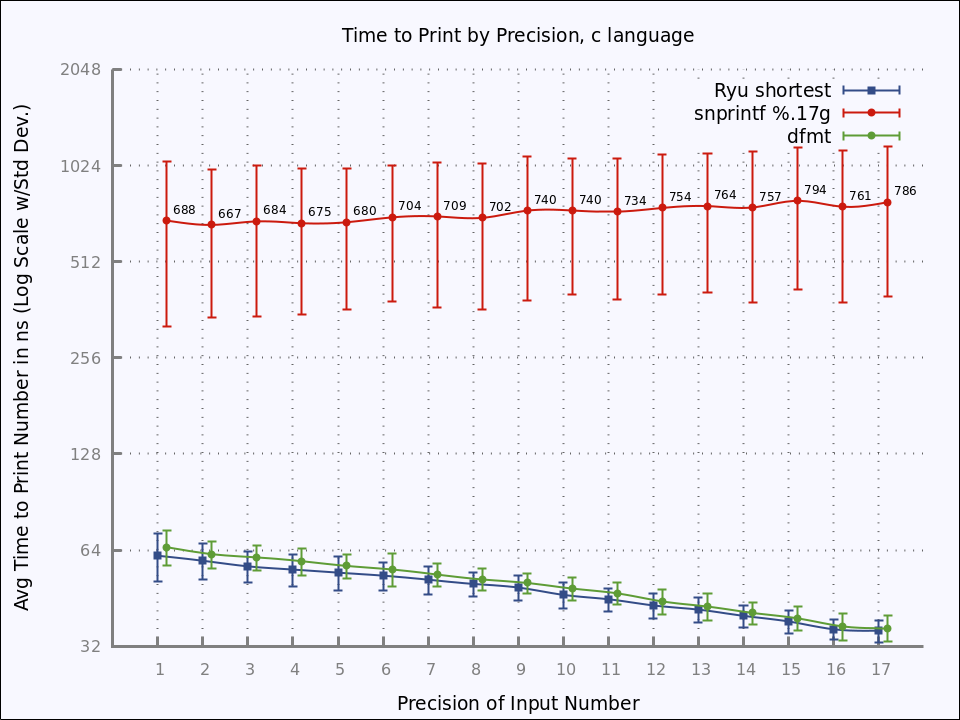 Time to Print by Precision, c language
Avg Time to Print Number in ns (Log Scale w/Std Dev.)
2048
1024
512
256
128
64
32
Ryu shortest
snprintf %.17g
dfmt
688 667 684 675 680 704 709 702 740 740 734 754 764 757 794 761 786
1 2 3 4 5 6 7 8 9 10 11 12 13 14 15 16 17
Precision of Input Number